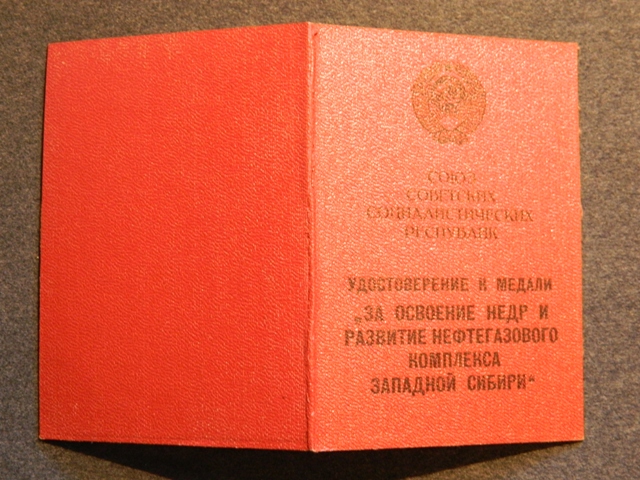 СОЮЗ
СОВЕТСКИХ
СОЦИАЛИСТИЧЕСКИХ
РЕСПУБЛИК
УДОСТОВЕРЕНИЕ К МЕДАЛИ
„ЗА ОСВОЕНИЕ НЕДР И
РАЗВИТИЕ НЕФТЕГАЗОВОГО
КОМПЛЕКСА
ЗАПАДНОЙ СИБИРИ“